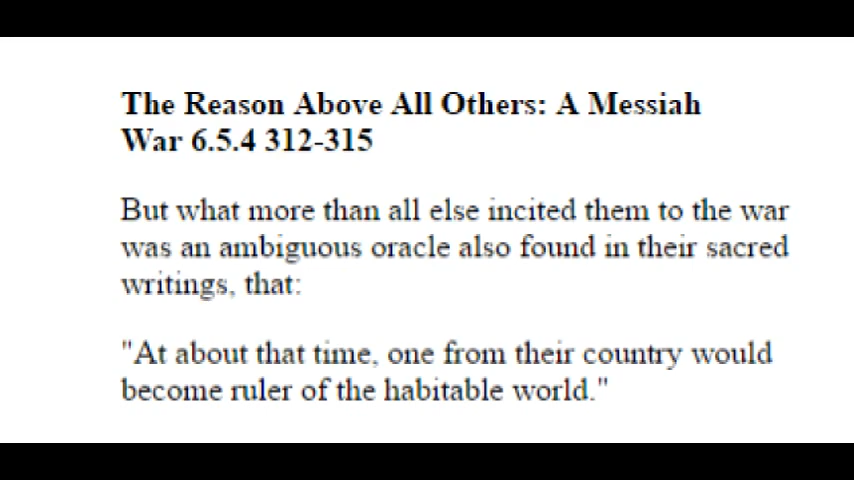 The Reason Above All Others: A Messiah
War 6.5.4 312-315
But what more than all else incited them to the war
was an ambiguous oracle also found in their sacred
writings, that:
"At about that time, one from their country would
become ruler of the habitable world."